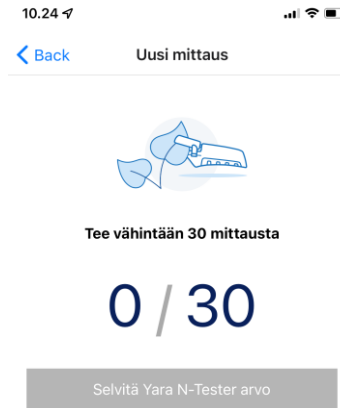 10.24
Back Uusi mittaus
Tee vähintään 30 mittausta
0 / 30
Selvitä Yara N-Tester arvo